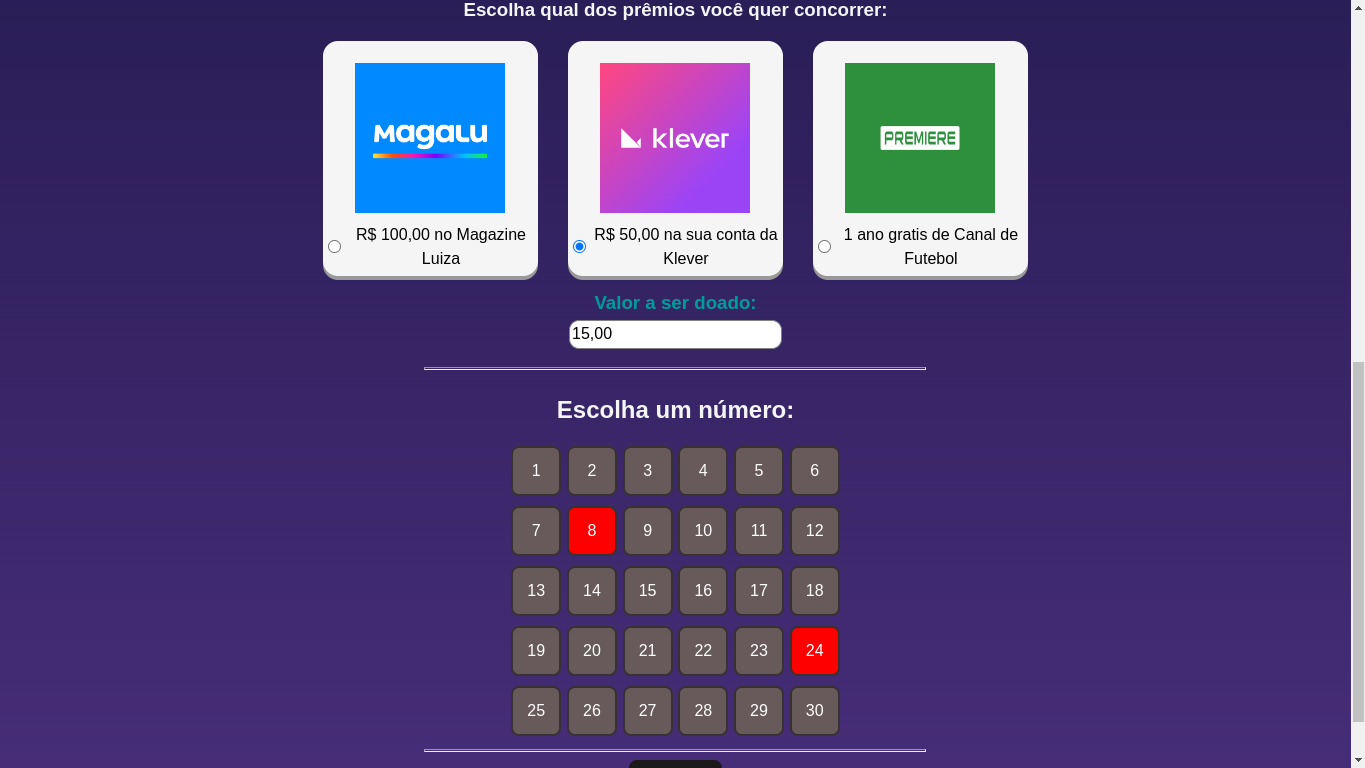 Escolha qual dos prêmios você quer concorrer:
MagaLu
klever
PREMIERE
R$ 100,00 no Magazine
Luiza
R$ 50,00 na sua conta da
Klever
1 ano gratis de Canal de
Futebol
Valor a ser doado:
15,00
Escolha um número:
1 2 3 4 5 6
7 8 9 10 11 12
13 14 15 16 17 18
19 20 21 22 23 24
25 26 27 28 29 30